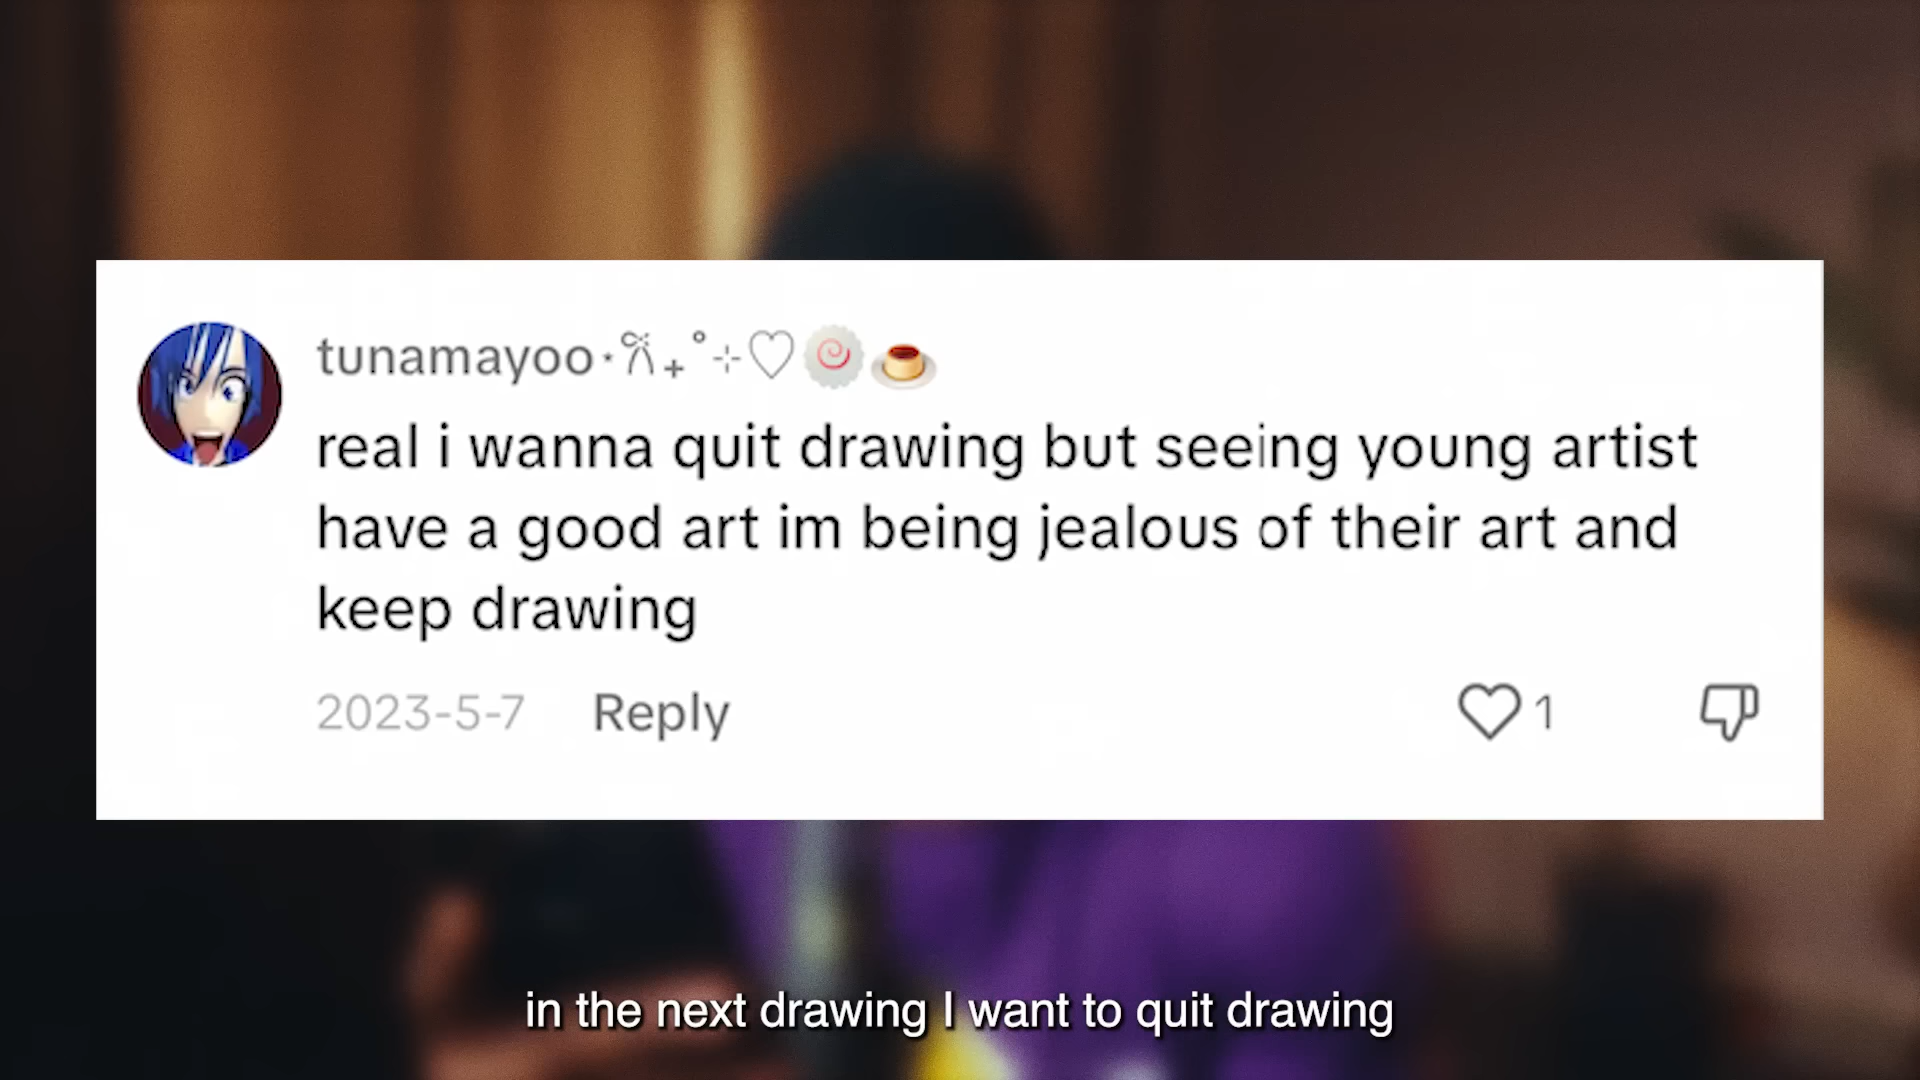 tunamayoo
real i wanna quit drawing but seeing young artist
have a good art im being jealous of their art and
keep drawing
2023-5-7 Reply 1
in the next drawing I want to quit drawing